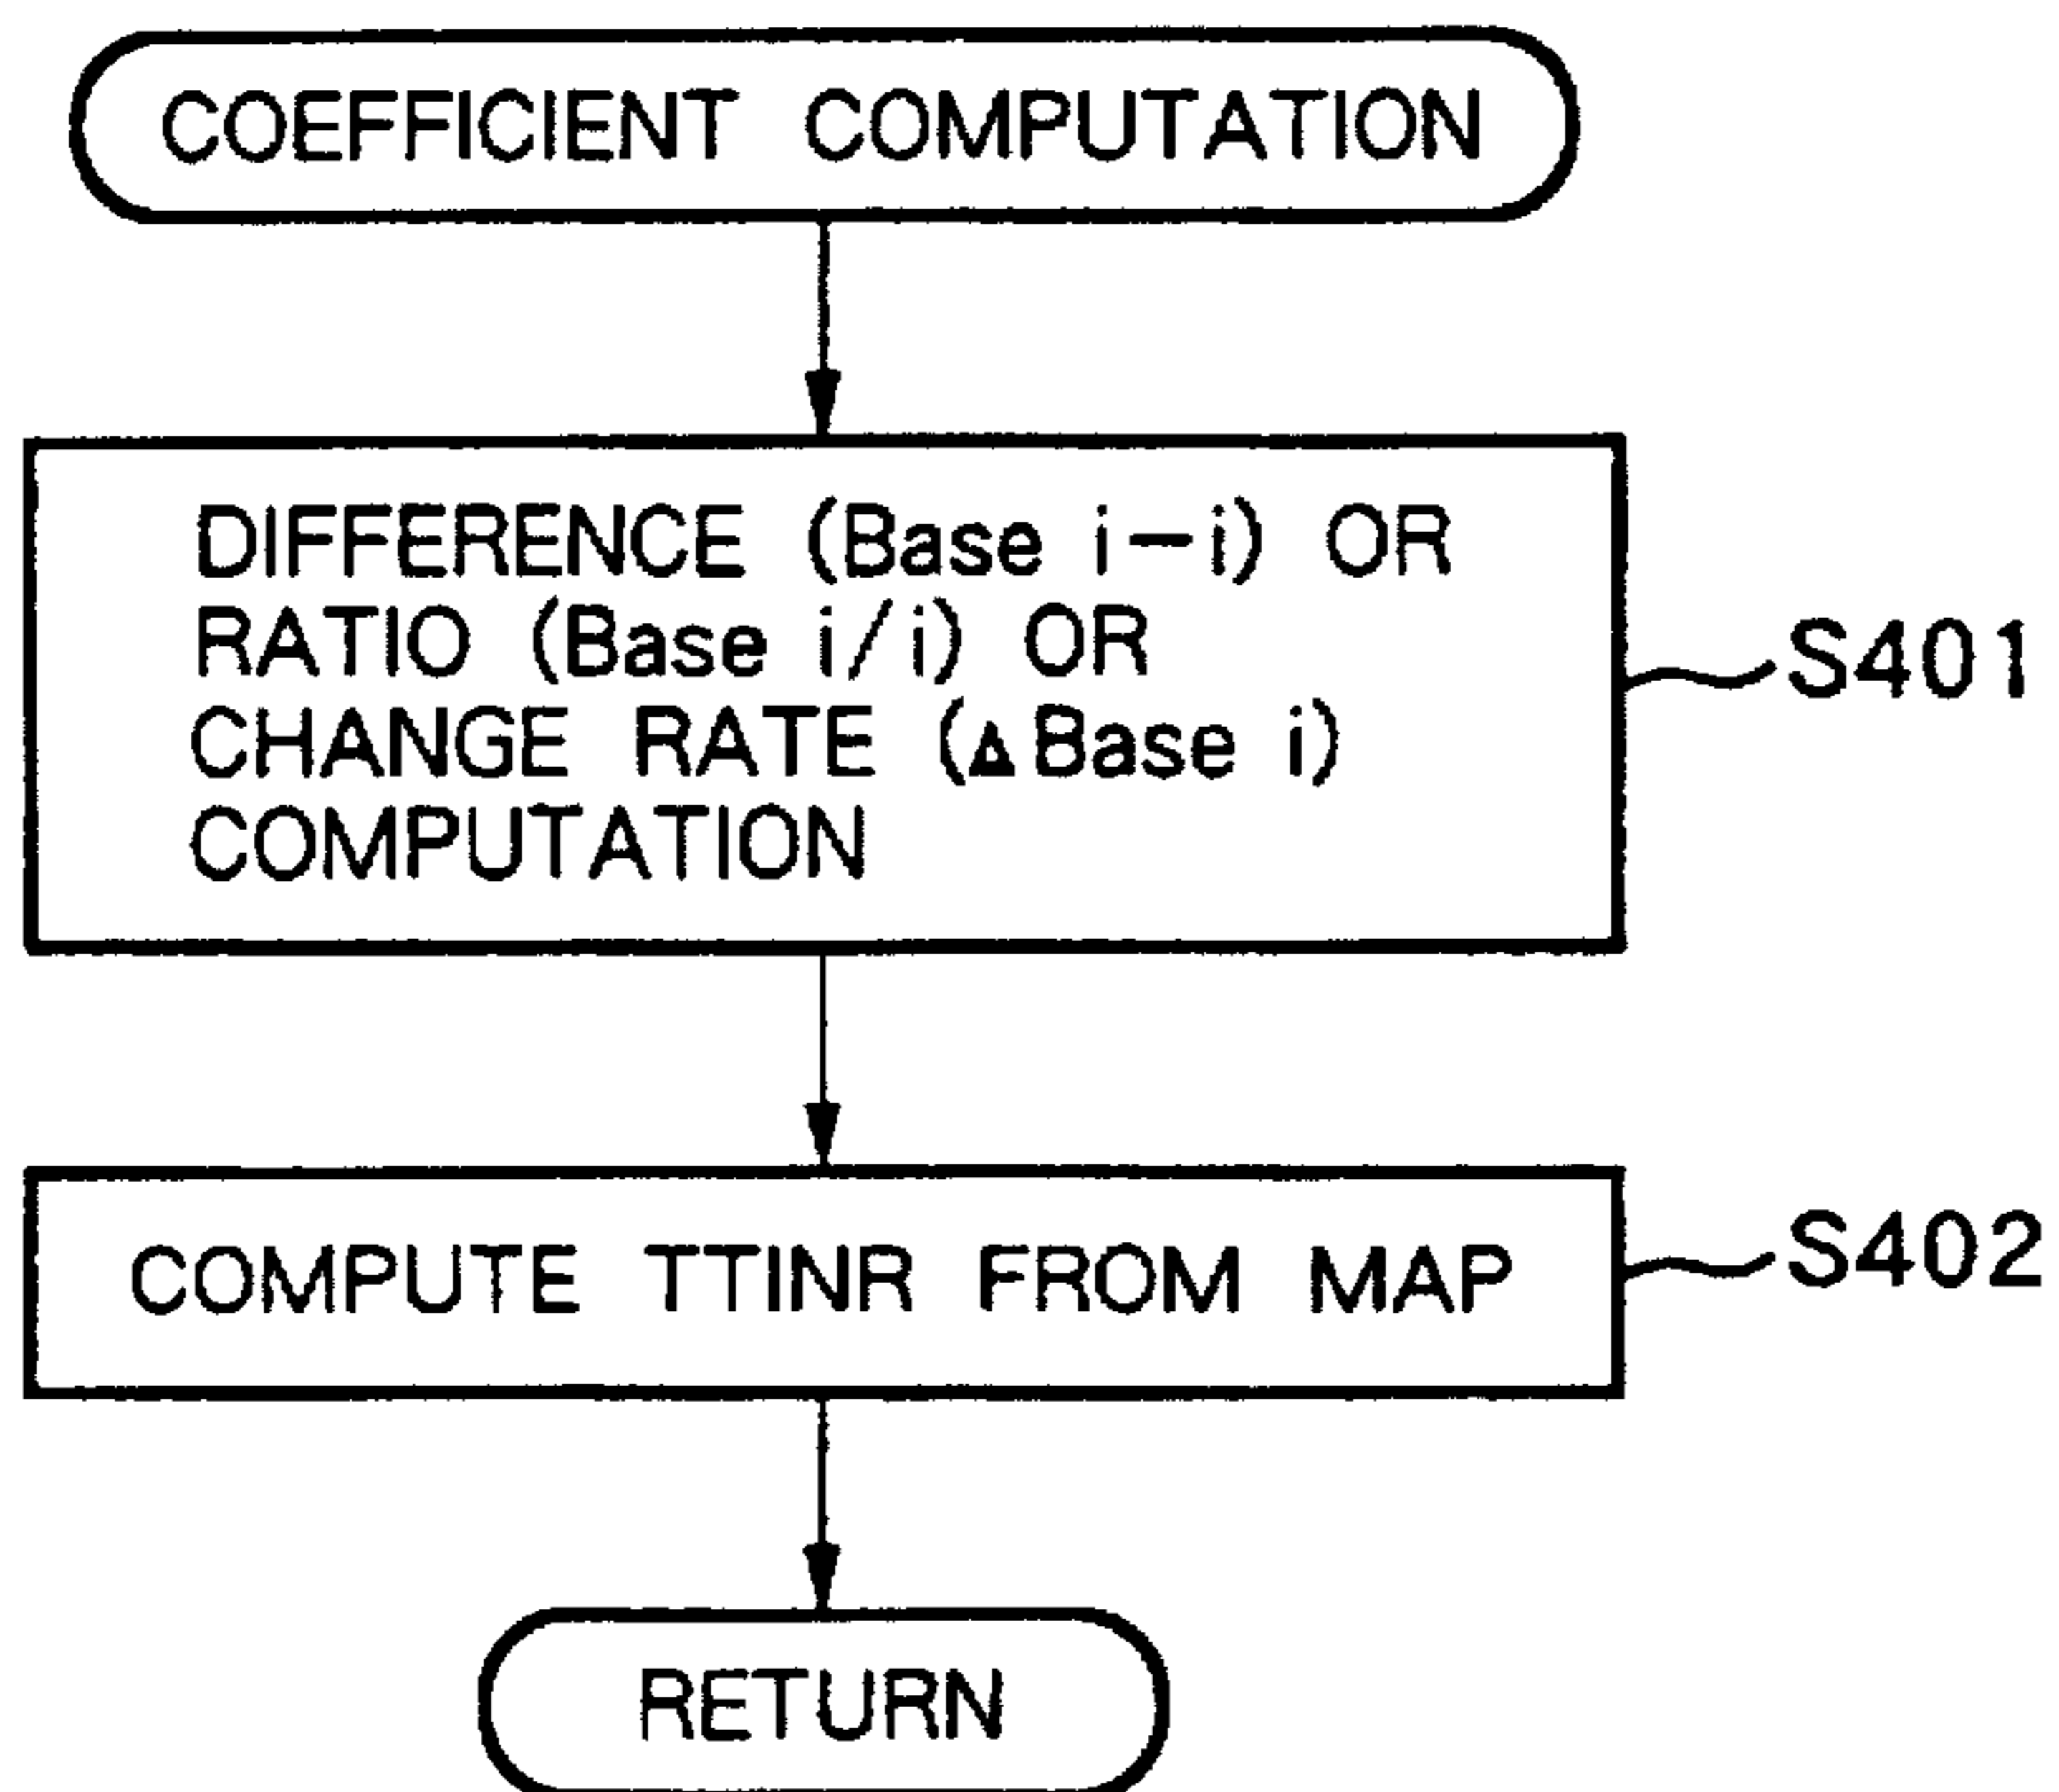 COEFFICIENT COMPUTATION
DIFFERENCE (Base i−i) OR
RATIO (Base i/i) OR
CHANGE RATE (ΔBase i)
COMPUTATION
S401
COMPUTE TTINR FROM MAP
S402
RETURN